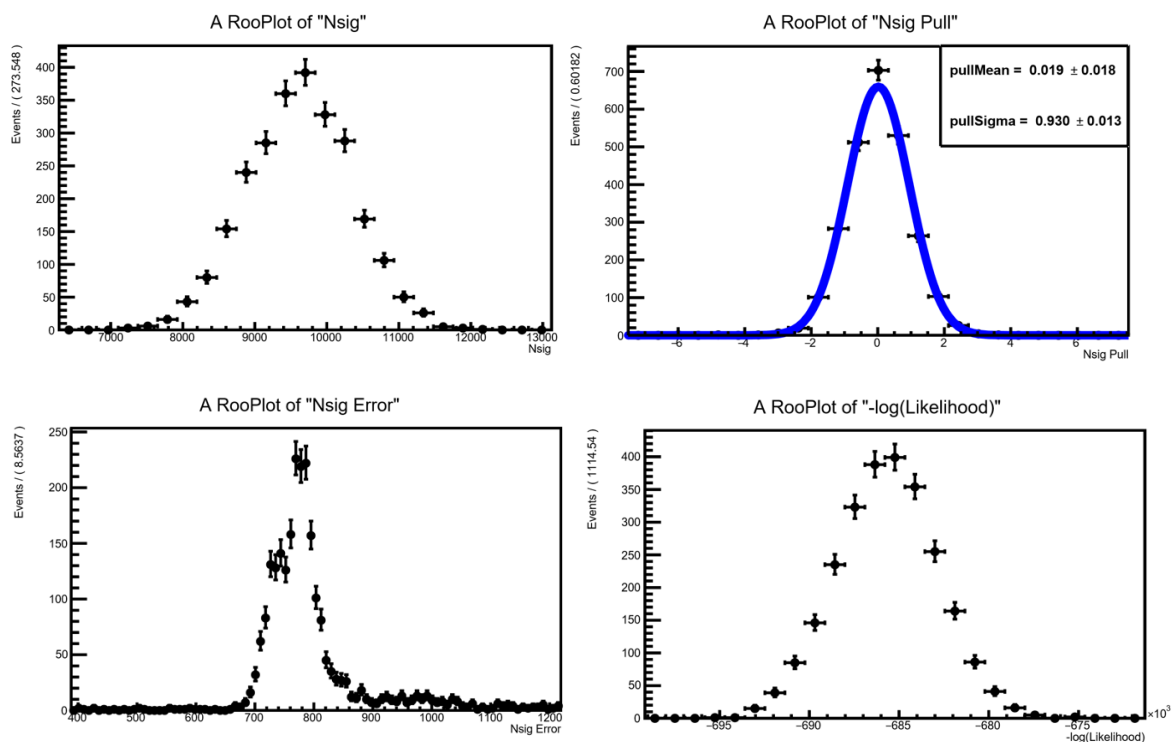 A RooPlot of "Nsig"
Events / ( 273.548 )
400
350
300
250
200
150
100
50
0
7000 8000 9000 10000 11000 12000 13000
Nsig
A RooPlot of "Nsig Pull"
Events / ( 0.60182 )
pullMean = 0.019 ± 0.018
pullSigma = 0.930 ± 0.013
700
600
500
400
300
200
100
0
−6 −4 −2 0 2 4 6
Nsig Pull
A RooPlot of "Nsig Error"
Events / ( 8.5637 )
250
200
150
100
50
0
400 500 600 700 800 900 1000 1100 1200
Nsig Error
A RooPlot of "-log(Likelihood)"
Events / ( 1114.54 )
400
350
300
250
200
150
100
50
0
−695 −690 −685 −680 −675 ×10³
-log(Likelihood)